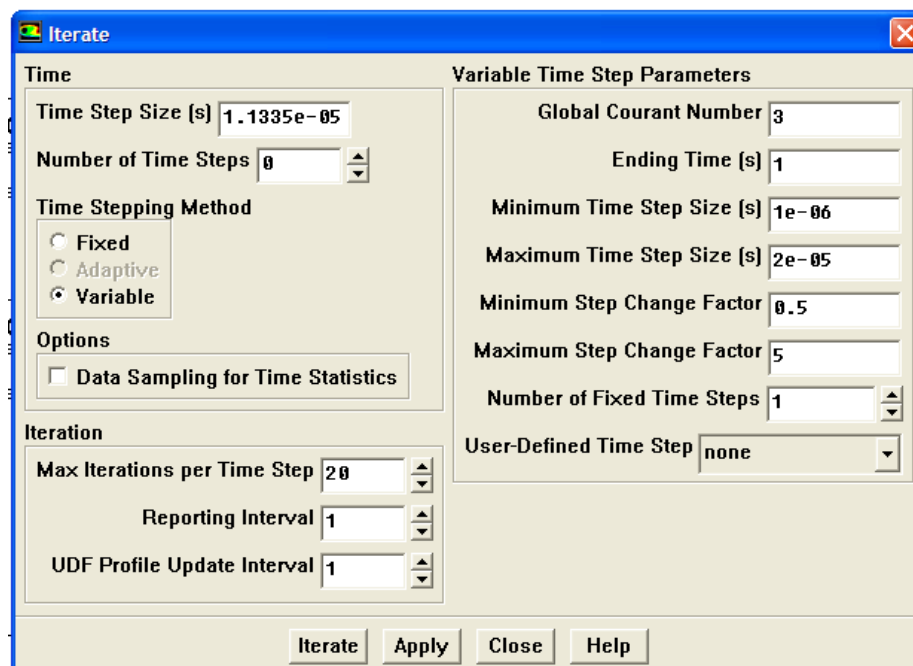 Iterate
Time
Time Step Size (s) 1.1335e-05
Number of Time Steps 0
Time Stepping Method
Fixed
Adaptive
Variable
Options
Data Sampling for Time Statistics
Iteration
Max Iterations per Time Step 20
Reporting Interval 1
UDF Profile Update Interval 1
Variable Time Step Parameters
Global Courant Number 3
Ending Time (s) 1
Minimum Time Step Size (s) 1e-06
Maximum Time Step Size (s) 2e-05
Minimum Step Change Factor 0.5
Maximum Step Change Factor 5
Number of Fixed Time Steps 1
User-Defined Time Step none
Iterate Apply Close Help